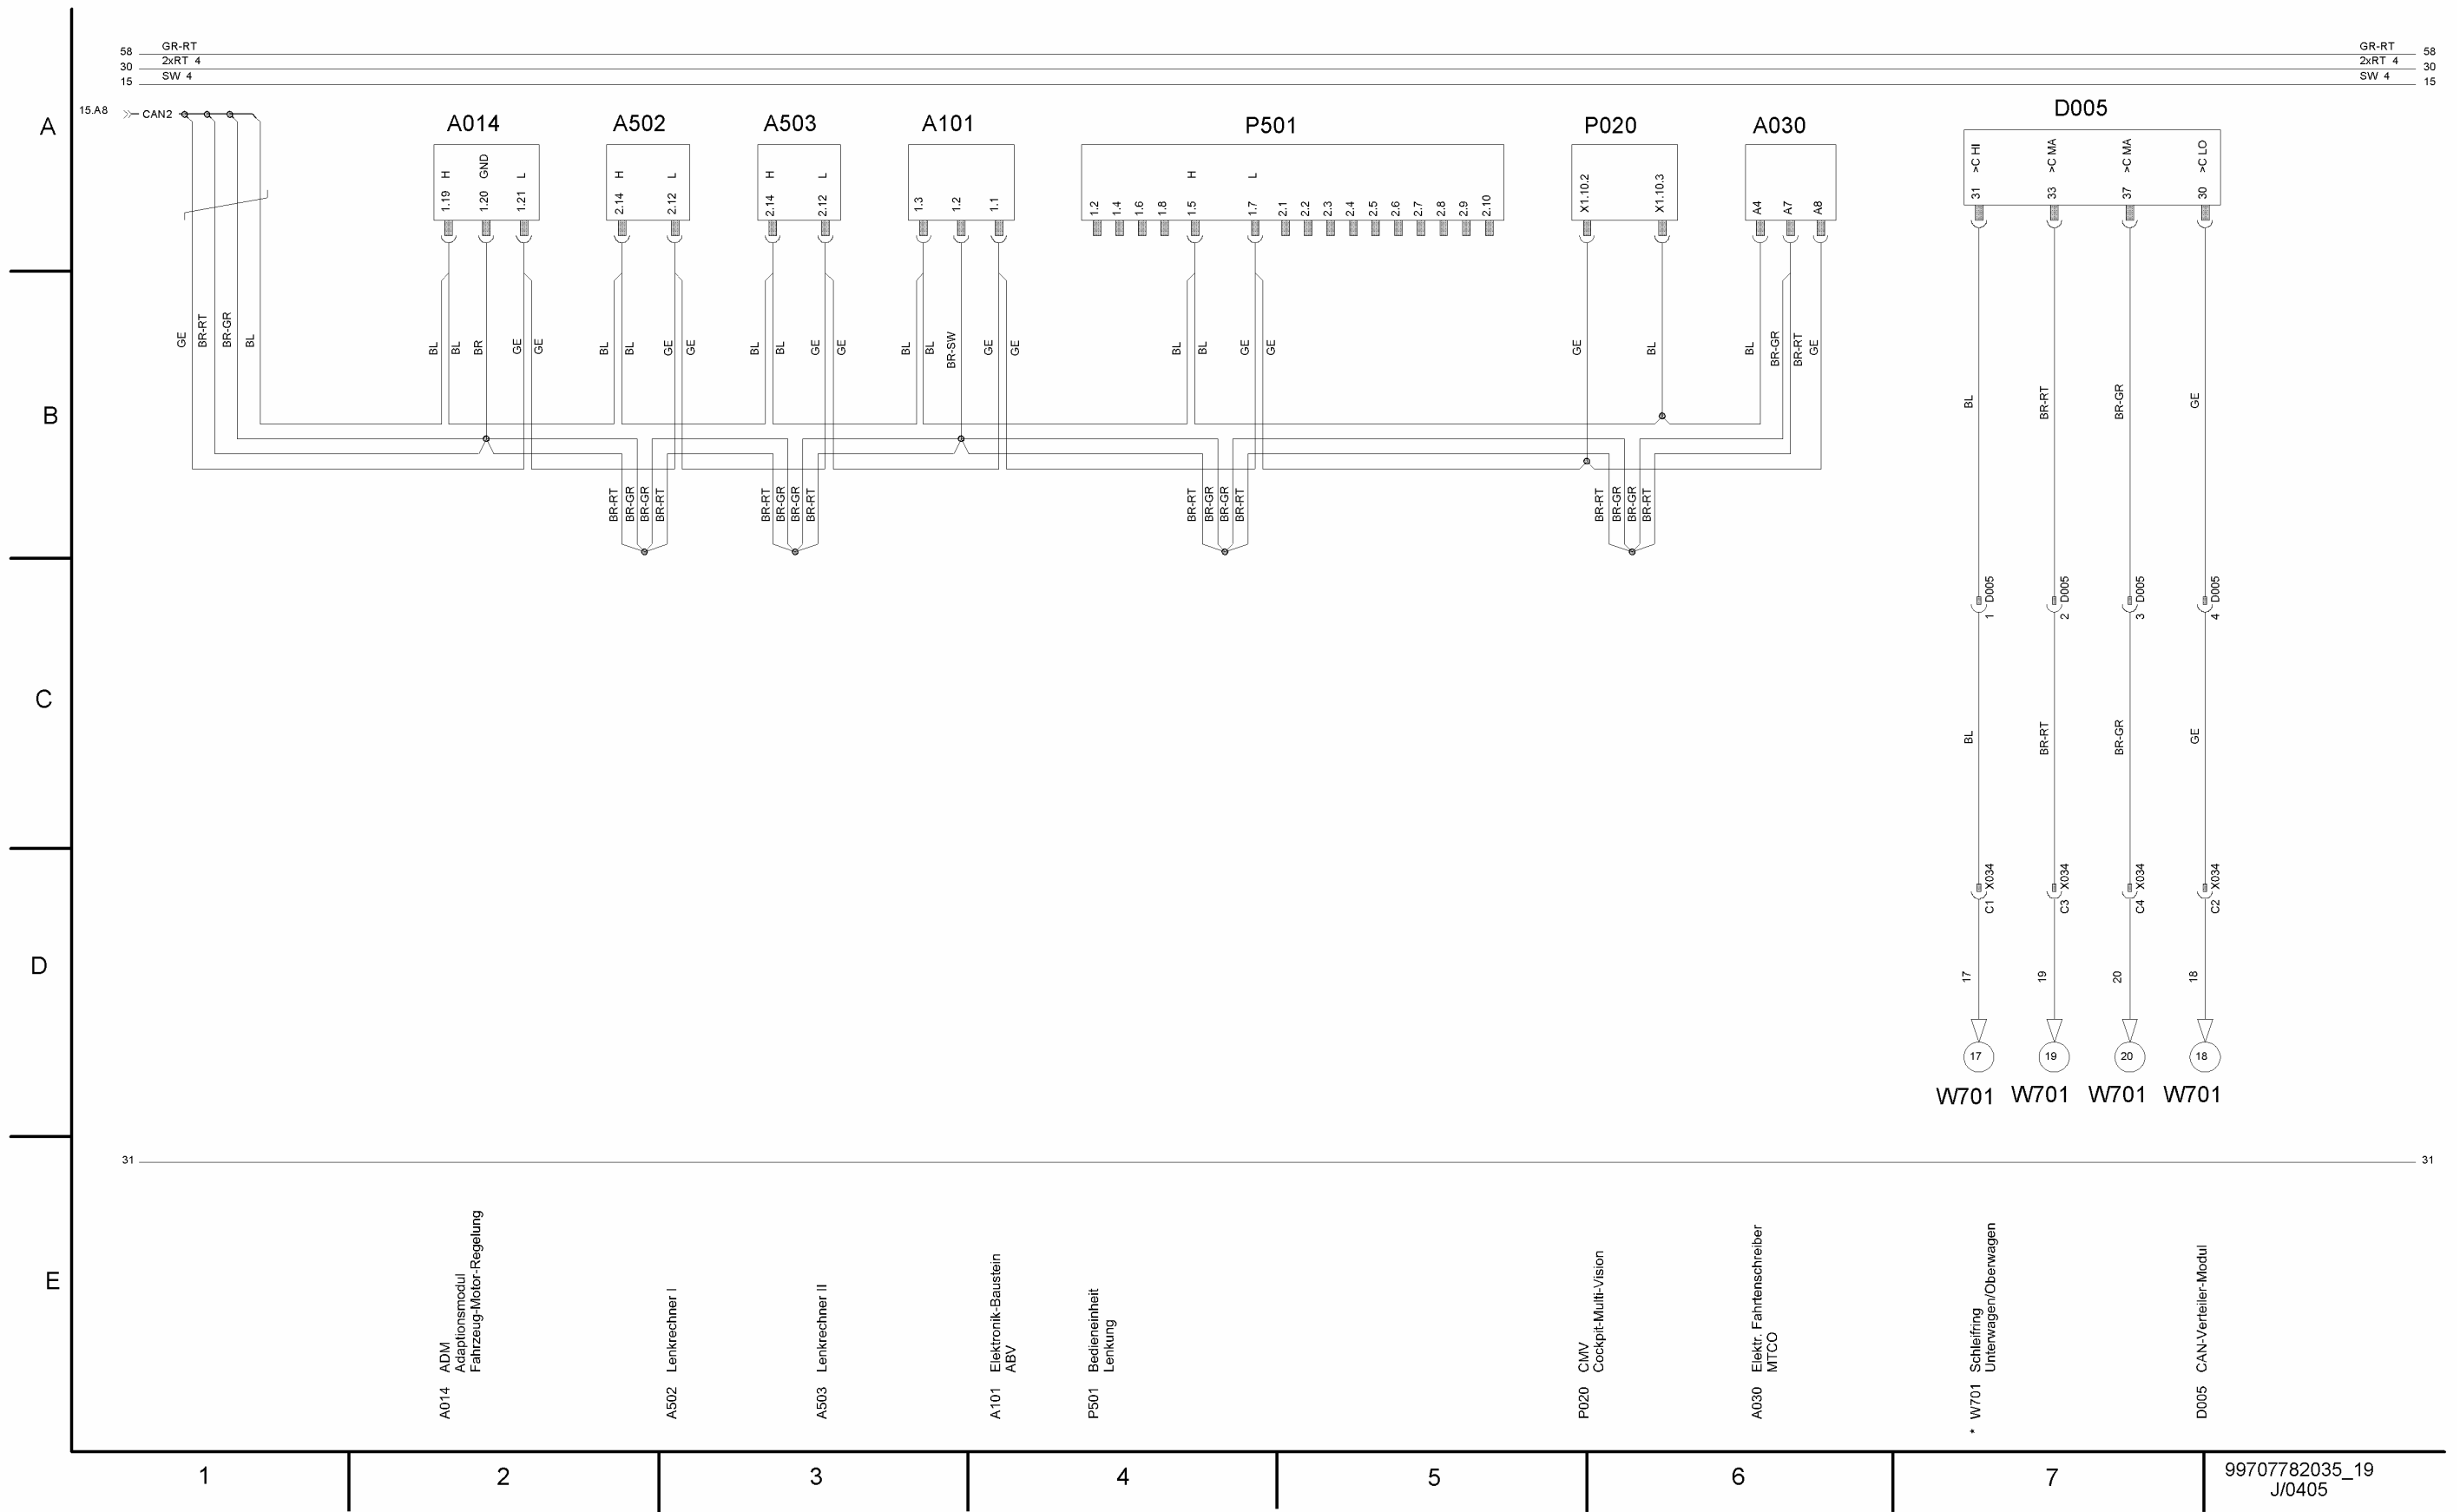 58 GR-RT GR-RT 58
30 2xRT 4 2xRT 4 30
15 SW 4 SW 4 15
15.A8 CAN2
A
A014 A502 A503 A101 P501 P020 A030 D005
H GND L
1.19 1.20 1.21
H L
2.14 2.12
H L
2.14 2.12
1.3 1.2 1.1
H L
1.2 1.4 1.6 1.8 1.5 1.7 2.1 2.2 2.3 2.4 2.5 2.6 2.7 2.8 2.9 2.10
X1.10.2 X1.10.3
A4 A7 A8
>C HI >C MA >C MA >C LO
31 33 37 30
GE BR-RT BR-GR BL
BL BL BR GE GE
BL BL GE GE
BL BL GE GE
BL BL BR-SW GE GE
BL BL GE GE
GE BL
BL BR-GR BR-RT GE
BL BR-RT BR-GR GE
B
BR-RT BR-GR BR-GR BR-RT
BR-RT BR-GR BR-GR BR-RT
BR-RT BR-GR BR-GR BR-RT
BR-RT BR-GR BR-GR BR-RT
D005 D005 D005 D005
1 2 3 4
C
BL BR-RT BR-GR GE
X034 X034 X034 X034
C1 C3 C4 C2
D
17 19 20 18
17 19 20 18
W701 W701 W701 W701
31 31
E
A014 ADM
Adaptionsmodul
Fahrzeug-Motor-Regelung
A502 Lenkrechner I
A503 Lenkrechner II
A101 Elektronik-Baustein
ABV
P501 Bedieneinheit
Lenkung
P020 CMV
Cockpit-Multi-Vision
A030 Elektr. Fahrtenschreiber
MTCO
* W701 Schleifring
Unterwagen/Oberwagen
D005 CAN-Verteiler-Modul
1 2 3 4 5 6 7
99707782035_19
J/0405